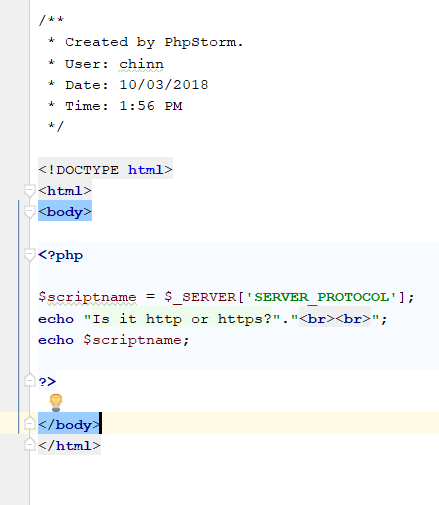 /**
 * Created by PhpStorm.
 * User: chinn
 * Date: 10/03/2018
 * Time: 1:56 PM
 */
<!DOCTYPE html>
<html>
<body>
<?php
$scriptname = $_SERVER['SERVER_PROTOCOL'];
echo "Is it http or https?"."<br><br>";
echo $scriptname;
?>
</body>
</html>